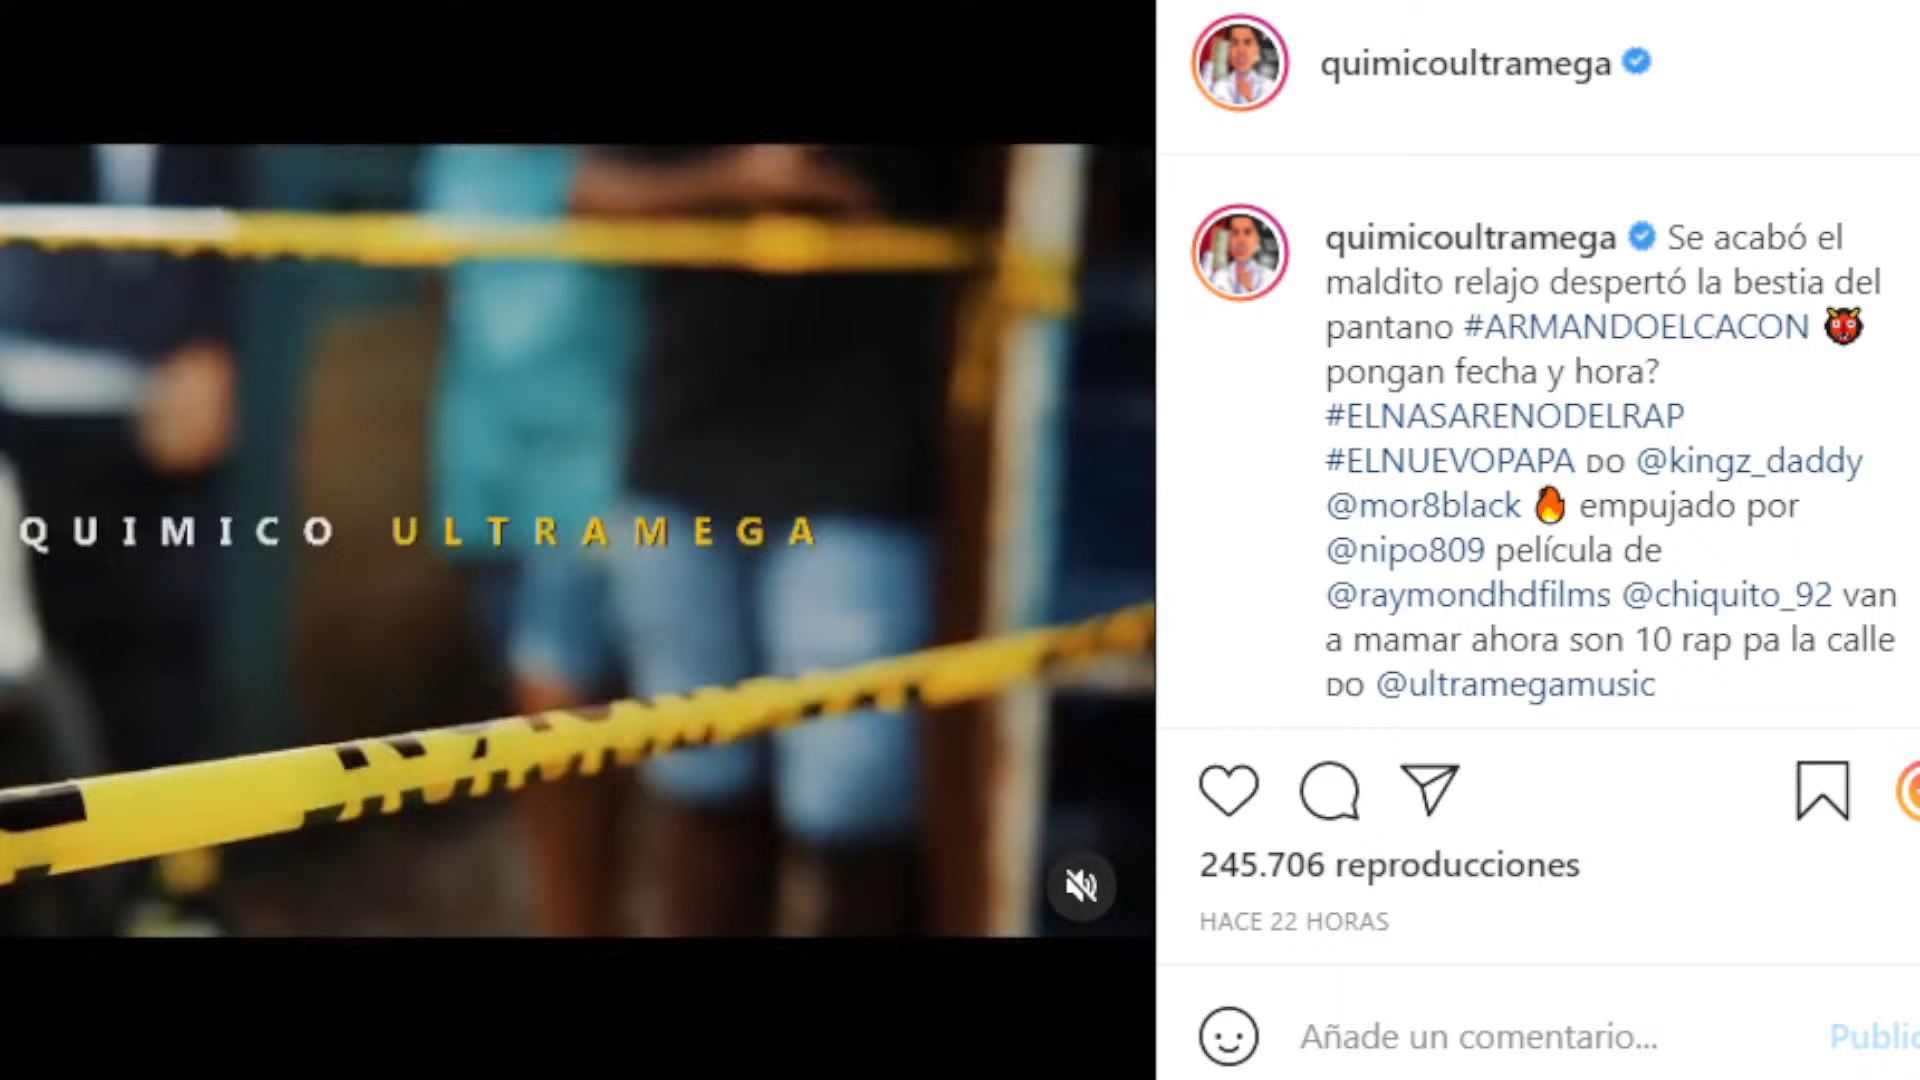 QUIMICO ULTRAMEGA
quimicoultramega
quimicoultramega Se acabó el
maldito relajo despertó la bestia del
pantano #ARMANDOELCACON 👹
pongan fecha y hora?
#ELNASARENODELRAP
#ELNUEVOPAPA DO @kingz_daddy
@mor8black 🔥 empujado por
@nipo809 película de
@raymondhdfilms @chiquito_92 van
a mamar ahora son 10 rap pa la calle
DO @ultramegamusic
245.706 reproducciones
HACE 22 HORAS
Añade un comentario... Public